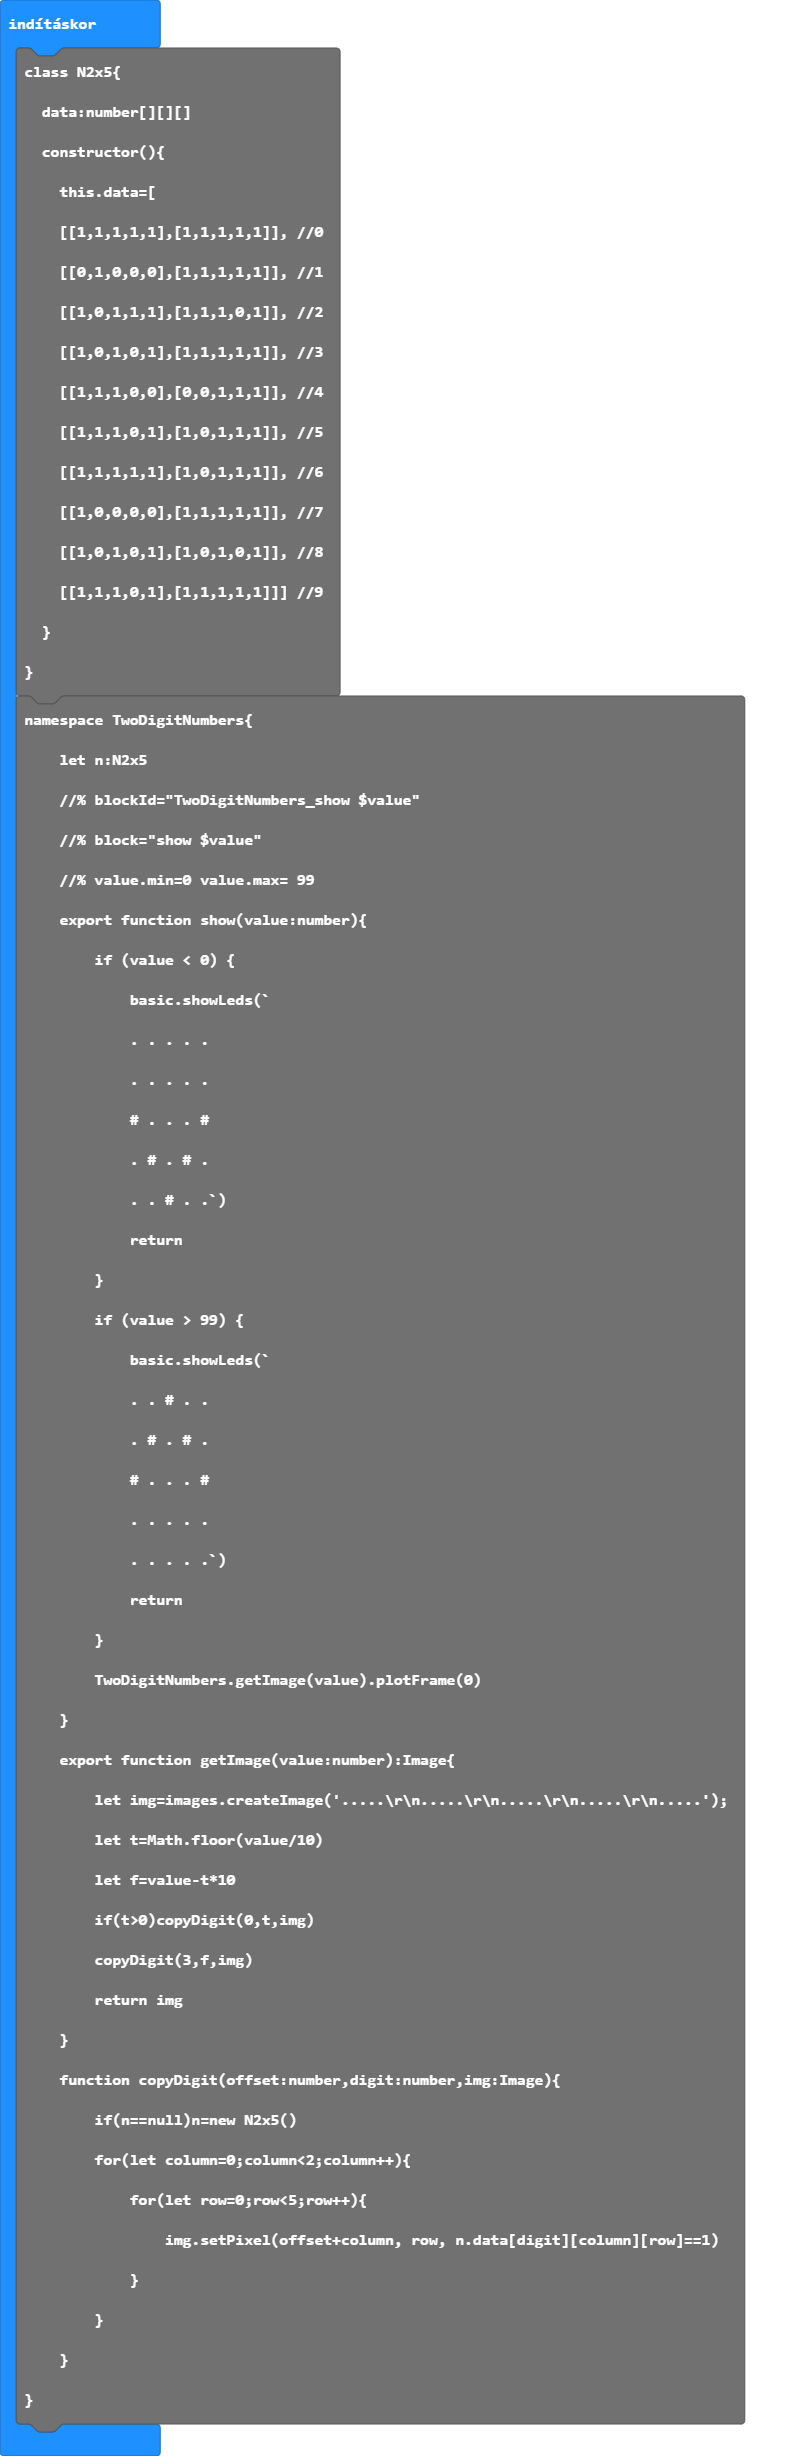 indításkor
class N2x5{
data:number[][][]
constructor(){
this.data=[
[[1,1,1,1,1],[1,1,1,1,1]], //0
[[0,1,0,0,0],[1,1,1,1,1]], //1
[[1,0,1,1,1],[1,1,1,0,1]], //2
[[1,0,1,0,1],[1,1,1,1,1]], //3
[[1,1,1,0,0],[0,0,1,1,1]], //4
[[1,1,1,0,1],[1,0,1,1,1]], //5
[[1,1,1,1,1],[1,0,1,1,1]], //6
[[1,0,0,0,0],[1,1,1,1,1]], //7
[[1,0,1,0,1],[1,0,1,0,1]], //8
[[1,1,1,0,1],[1,1,1,1,1]]] //9
}
}
namespace TwoDigitNumbers{
let n:N2x5
//% blockId="TwoDigitNumbers_show $value"
//% block="show $value"
//% value.min=0 value.max= 99
export function show(value:number){
if (value < 0) {
basic.showLeds(`
. . . . .
. . . . .
# . . . #
. # . # .
. . # . .`)
return
}
if (value > 99) {
basic.showLeds(`
. . # . .
. # . # .
# . . . #
. . . . .
. . . . .`)
return
}
TwoDigitNumbers.getImage(value).plotFrame(0)
}
export function getImage(value:number):Image{
let img=images.createImage('.....\r\n.....\r\n.....\r\n.....\r\n.....');
let t=Math.floor(value/10)
let f=value-t*10
if(t>0)copyDigit(0,t,img)
copyDigit(3,f,img)
return img
}
function copyDigit(offset:number,digit:number,img:Image){
if(n==null)n=new N2x5()
for(let column=0;column<2;column++){
for(let row=0;row<5;row++){
img.setPixel(offset+column, row, n.data[digit][column][row]==1)
}
}
}
}